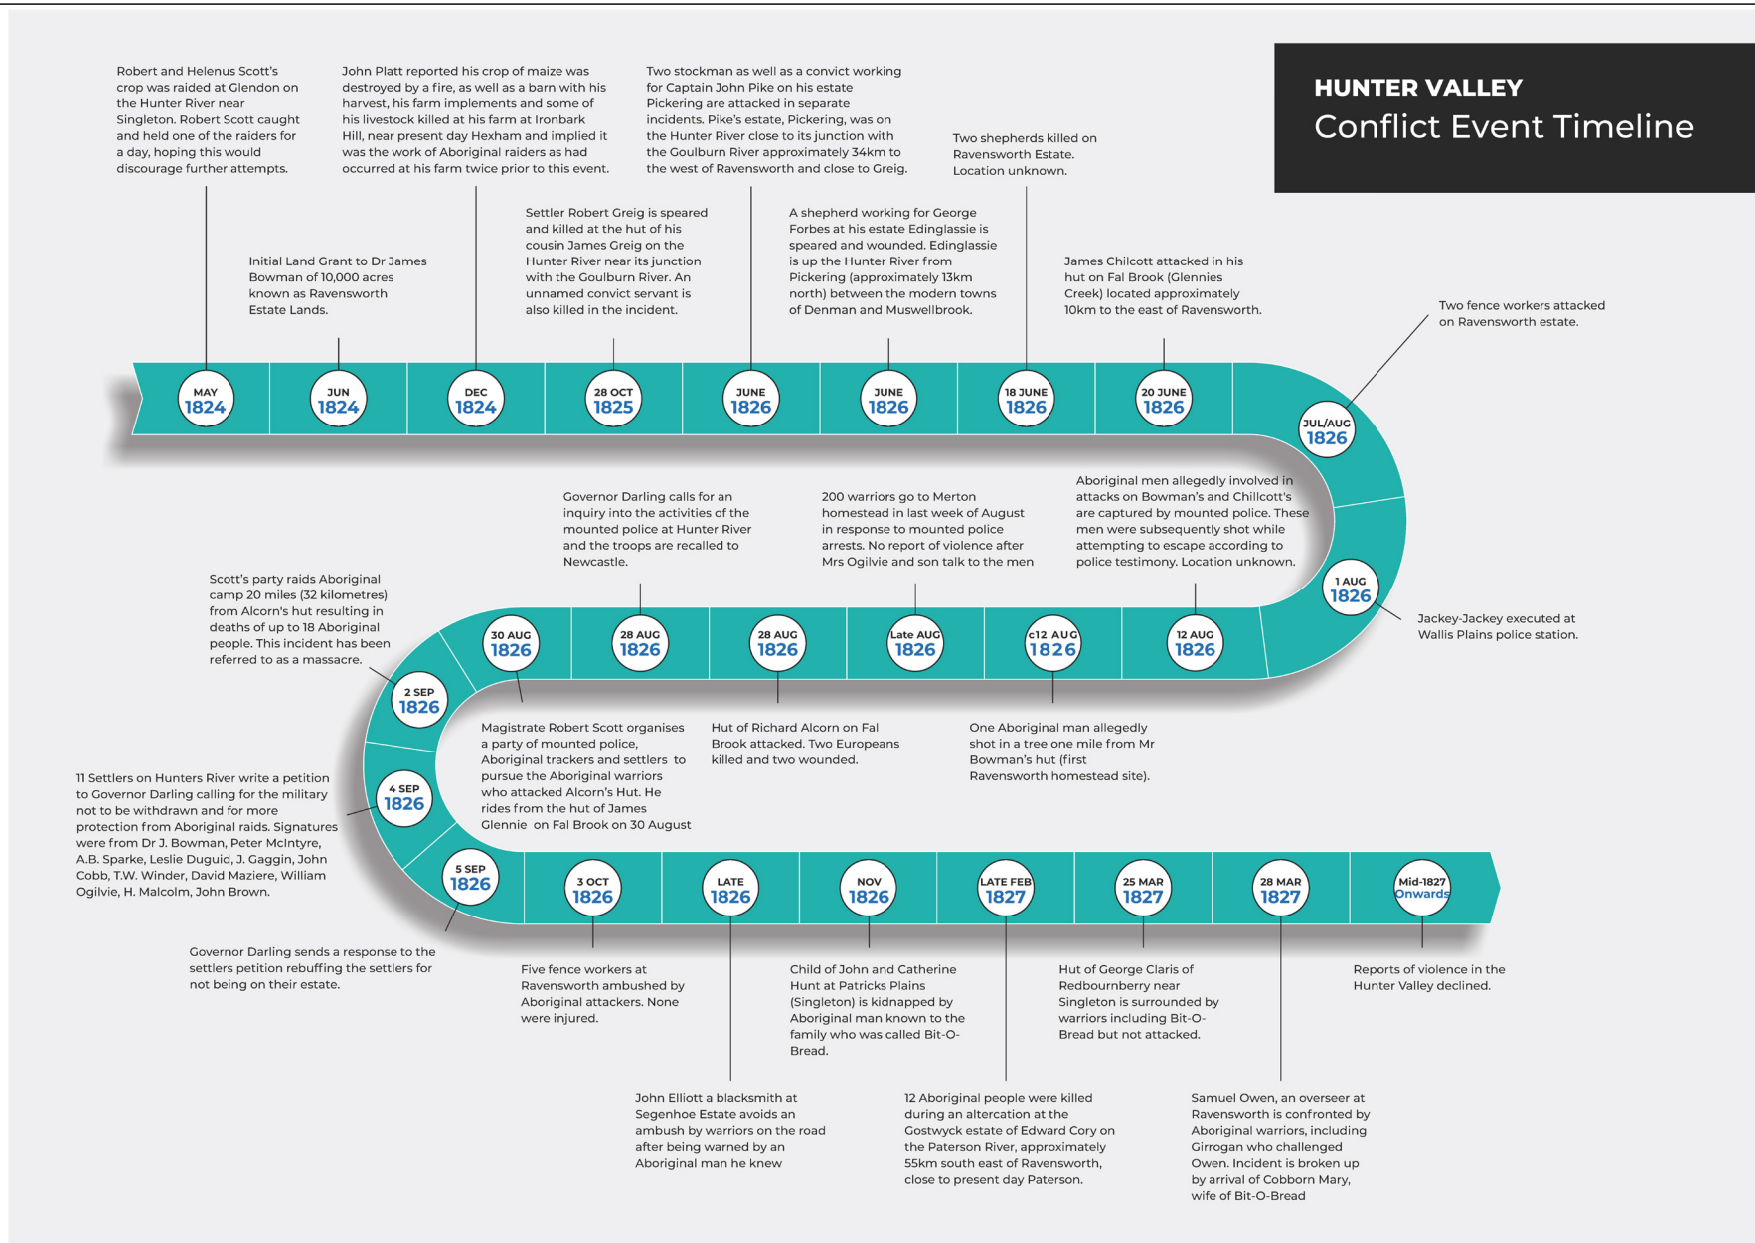 HUNTER VALLEY
Conflict Event Timeline
Robert and Helenus Scott's
crop was raided at Glendon on
the Hunter River near
Singleton. Robert Scott caught
and held one of the raiders for
a day, hoping this would
discourage further attempts.
MAY
1824
Initial Land Grant to Dr James
Bowman of 10,000 acres
known as Ravensworth
Estate Lands.
JUN
1824
John Platt reported his crop of maize was
destroyed by a fire, as well as a barn with his
harvest, his farm implements and some of
his livestock killed at his farm at Ironbark
Hill, near present day Hexham and implied it
was the work of Aboriginal raiders as had
occurred at his farm twice prior to this event.
DEC
1824
Settler Robert Greig is speared
and killed at the hut of his
cousin James Greig on the
Hunter River near its junction
with the Goulburn River. An
unnamed convict servant is
also killed in the incident.
28 OCT
1825
Two stockman as well as a convict working
for Captain John Pike on his estate
Pickering are attacked in separate
incidents. Pike's estate, Pickering, was on
the Hunter River close to its junction with
the Goulburn River approximately 34km to
the west of Ravensworth and close to Greig.
JUNE
1826
A shepherd working for George
Forbes at his estate Edinglassie is
speared and wounded. Edinglassie
is up the Hunter River from
Pickering (approximately 13km
north) between the modern towns
of Denman and Muswellbrook.
JUNE
1826
Two shepherds killed on
Ravensworth Estate.
Location unknown.
18 JUNE
1826
James Chilcott attacked in his
hut on Fal Brook (Glennies
Creek) located approximately
10km to the east of Ravensworth.
20 JUNE
1826
Two fence workers attacked
on Ravensworth estate.
JUL/AUG
1826
1 AUG
1826
Jackey-Jackey executed at
Wallis Plains police station.
Aboriginal men allegedly involved in
attacks on Bowman's and Chillcott's
are captured by mounted police. These
men were subsequently shot while
attempting to escape according to
police testimony. Location unknown.
12 AUG
1826
c12 AUG
1826
One Aboriginal man allegedly
shot in a tree one mile from Mr
Bowman's hut (first
Ravensworth homestead site).
200 warriors go to Merton
homestead in last week of August
in response to mounted police
arrests. No report of violence after
Mrs Ogilvie and son talk to the men
Late AUG
1826
28 AUG
1826
Hut of Richard Alcorn on Fal
Brook attacked. Two Europeans
killed and two wounded.
Governor Darling calls for an
inquiry into the activities of the
mounted police at Hunter River
and the troops are recalled to
Newcastle.
28 AUG
1826
30 AUG
1826
Magistrate Robert Scott organises
a party of mounted police,
Aboriginal trackers and settlers to
pursue the Aboriginal warriors
who attacked Alcorn's Hut. He
rides from the hut of James
Glennie on Fal Brook on 30 August
Scott's party raids Aboriginal
camp 20 miles (32 kilometres)
from Alcorn's hut resulting in
deaths of up to 18 Aboriginal
people. This incident has been
referred to as a massacre.
2 SEP
1826
11 Settlers on Hunters River write a petition
to Governor Darling calling for the military
not to be withdrawn and for more
protection from Aboriginal raids. Signatures
were from Dr J. Bowman, Peter McIntyre,
A.B. Sparke, Leslie Duguic, J. Gaggin, John
Cobb, T.W. Winder, David Maziere, William
Ogilvie, H. Malcolm, John Brown.
4 SEP
1826
5 SEP
1826
Governor Darling sends a response to the
settlers petition rebuffing the settlers for
not being on their estate.
3 OCT
1826
Five fence workers at
Ravensworth ambushed by
Aboriginal attackers. None
were injured.
LATE
1826
John Elliott a blacksmith at
Segenhoe Estate avoids an
ambush by warriors on the road
after being warned by an
Aboriginal man he knew
NOV
1826
Child of John and Catherine
Hunt at Patricks Plains
(Singleton) is kidnapped by
Aboriginal man known to the
family who was called Bit-O-
Bread.
LATE FEB
1827
12 Aboriginal people were killed
during an altercation at the
Gostwyck estate of Edward Cory on
the Paterson River, approximately
55km south east of Ravensworth,
close to present day Paterson.
25 MAR
1827
Hut of George Claris of
Redbournberry near
Singleton is surrounded by
warriors including Bit-O-
Bread but not attacked.
28 MAR
1827
Samuel Owen, an overseer at
Ravensworth is confronted by
Aboriginal warriors, including
Girrogan who challenged
Owen. Incident is broken up
by arrival of Cobborn Mary,
wife of Bit-O-Bread
Mid-1827
Onwards
Reports of violence in the
Hunter Valley declined.